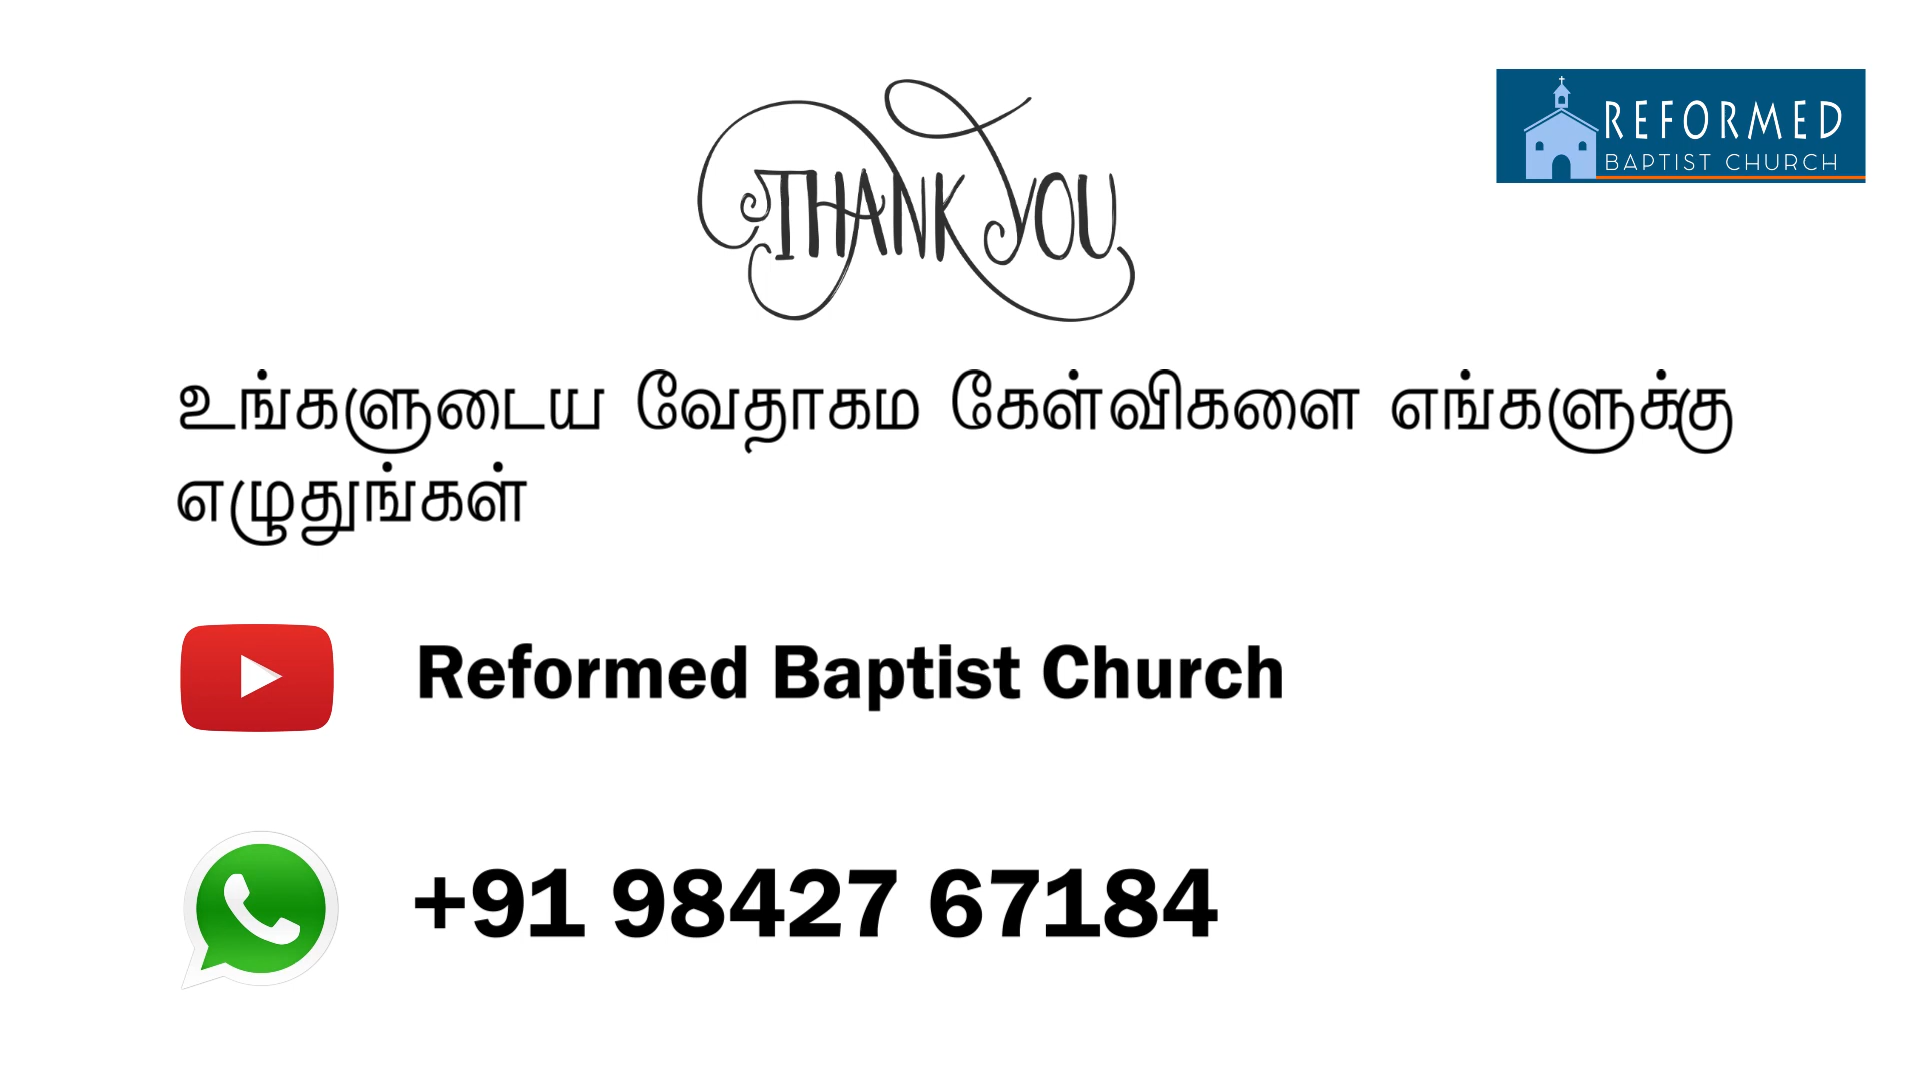 THANK YOU
REFORMED
BAPTIST CHURCH
உங்களுடைய வேதாகம கேள்விகளை எங்களுக்கு
எழுதுங்கள்
Reformed Baptist Church
+91 98427 67184